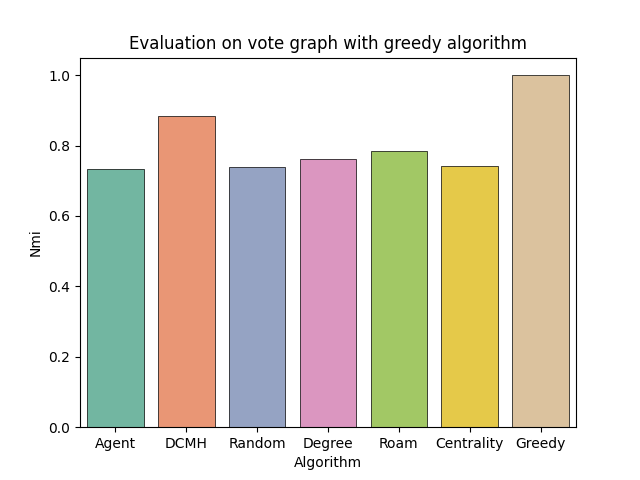 Evaluation on vote graph with greedy algorithm
1.0
0.8
0.6
0.4
0.2
0.0
Nmi
Agent DCMH Random Degree Roam Centrality Greedy
Algorithm